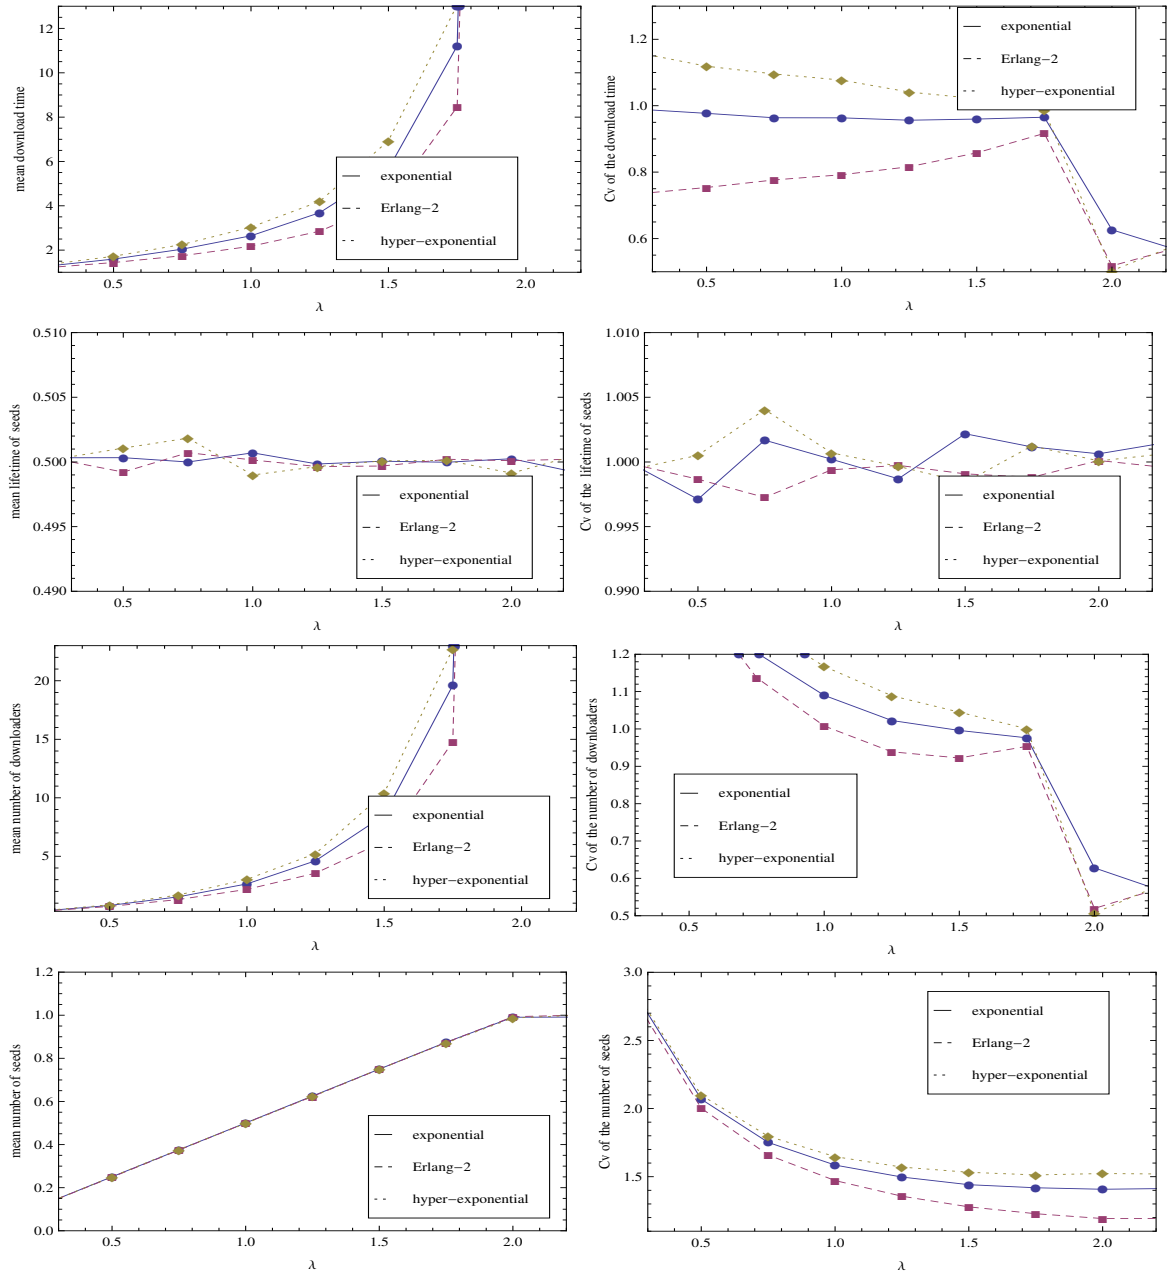 mean download time
12
10
8
6
4
2
0.5
1.0
1.5
2.0
λ
exponential
Erlang−2
hyper−exponential
Cv of the download time
1.2
1.0
0.8
0.6
0.5
1.0
1.5
2.0
λ
exponential
Erlang−2
hyper−exponential
mean lifetime of seeds
0.510
0.505
0.500
0.495
0.490
0.5
1.0
1.5
2.0
λ
exponential
Erlang−2
hyper−exponential
Cv of the lifetime of seeds
1.010
1.005
1.000
0.995
0.990
0.5
1.0
1.5
2.0
λ
exponential
Erlang−2
hyper−exponential
mean number of downloaders
20
15
10
5
0.5
1.0
1.5
2.0
λ
exponential
Erlang−2
hyper−exponential
Cv of the number of downloaders
1.2
1.1
1.0
0.9
0.8
0.7
0.6
0.5
0.5
1.0
1.5
2.0
λ
exponential
Erlang−2
hyper−exponential
mean number of seeds
1.2
1.0
0.8
0.6
0.4
0.2
0.0
0.5
1.0
1.5
2.0
λ
exponential
Erlang−2
hyper−exponential
Cv of the number of seeds
3.0
2.5
2.0
1.5
0.5
1.0
1.5
2.0
λ
exponential
Erlang−2
hyper−exponential